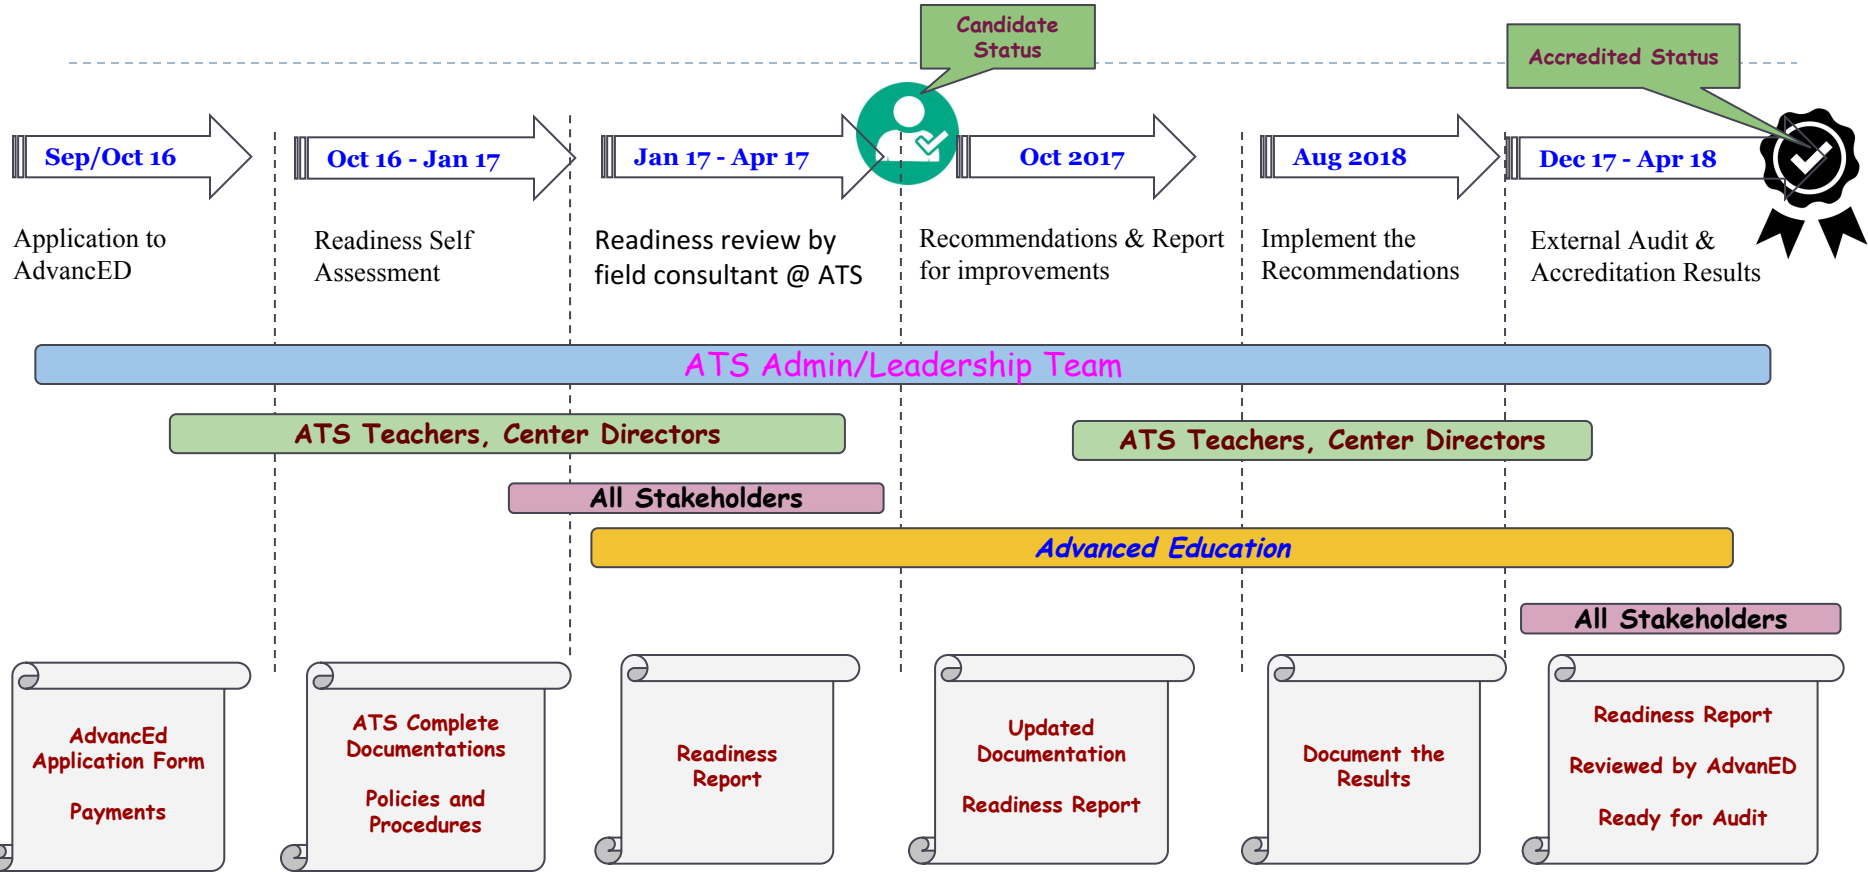 Candidate
Status
Accredited Status
Sep/Oct 16
Oct 16 - Jan 17
Jan 17 - Apr 17
Oct 2017
Aug 2018
Dec 17 - Apr 18
Application to
AdvancED
Readiness Self
Assessment
Readiness review by
field consultant @ ATS
Recommendations & Report
for improvements
Implement the
Recommendations
External Audit &
Accreditation Results
ATS Admin/Leadership Team
ATS Teachers, Center Directors
ATS Teachers, Center Directors
All Stakeholders
Advanced Education
All Stakeholders
AdvancEd
Application Form
Payments
ATS Complete
Documentations
Policies and
Procedures
Readiness
Report
Updated
Documentation
Readiness Report
Document the
Results
Readiness Report
Reviewed by AdvanED
Ready for Audit